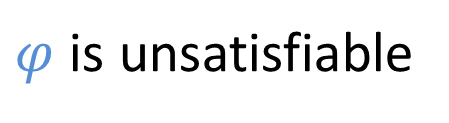 φ is unsatisfiable